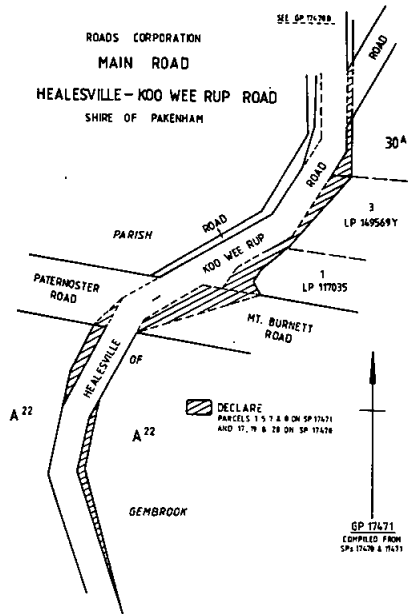 ROADS CORPORATION
MAIN ROAD
HEALESVILLE - KOO WEE RUP ROAD
SHIRE OF PAKENHAM
SEE GP 17470B
ROAD
30A
ROAD
3
LP 149569Y
PARISH
ROAD
KOO WEE RUP
1
LP 117035
PATERNOSTER
ROAD
MT. BURNETT
ROAD
HEALESVILLE
OF
A22
A22
DECLARE
PARCELS 1 5 7 & 8 ON SP 17471
AND 17, 19 & 20 ON SP 17470
GEMBROOK
GP 17471
COMPILED FROM
SPs 17470 & 17471